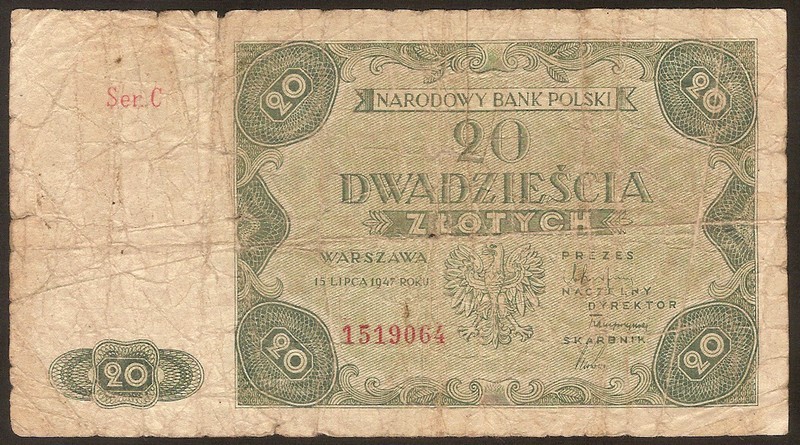 Ser. C
20
20
NARODOWY BANK POLSKI
20
DWADZIEŚCIA
ZŁOTYCH
WARSZAWA
15 LIPCA 1947 ROKU
PREZES
NACZELNY
DYREKTOR
SKARBNIK
1519064
20
20
20